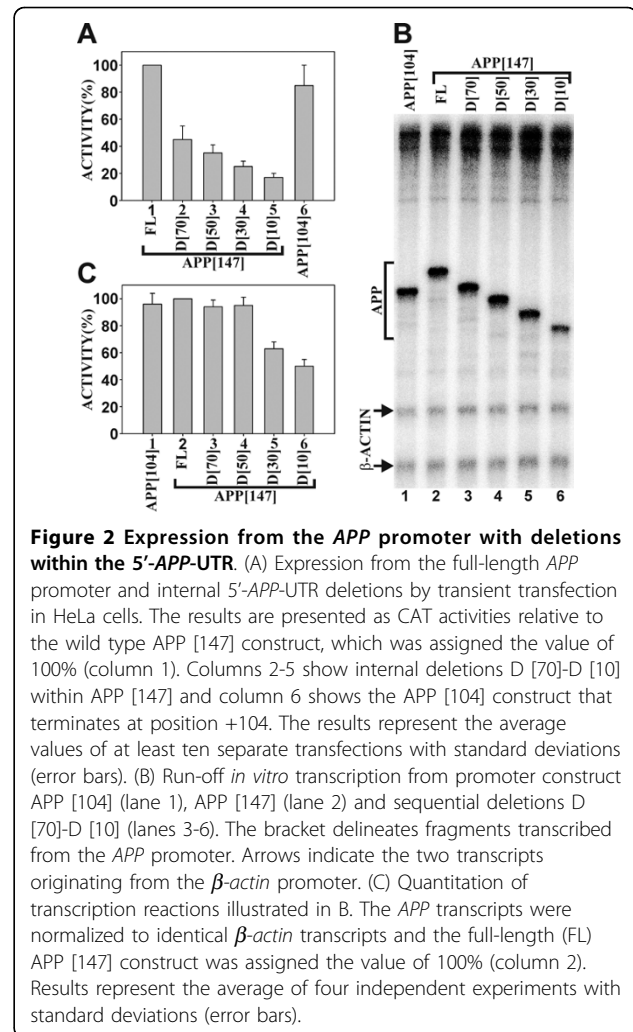 A
ACTIVITY(%)
100
80
60
40
20
0
1 2 3 4 5 6
FL
D[70]
D[50]
D[30]
D[10]
APP[104]
APP[147]
B
APP[147]
APP[104]
FL
D[70]
D[50]
D[30]
D[10]
APP
β-ACTIN
1 2 3 4 5 6
C
ACTIVITY(%)
100
80
60
40
20
0
1 2 3 4 5 6
APP[104]
FL
D[70]
D[50]
D[30]
D[10]
APP[147]
Figure 2 Expression from the APP promoter with deletions
within the 5'-APP-UTR. (A) Expression from the full-length APP
promoter and internal 5'-APP-UTR deletions by transient transfection
in HeLa cells. The results are presented as CAT activities relative to
the wild type APP [147] construct, which was assigned the value of
100% (column 1). Columns 2-5 show internal deletions D [70]-D [10]
within APP [147] and column 6 shows the APP [104] construct that
terminates at position +104. The results represent the average
values of at least ten separate transfections with standard deviations
(error bars). (B) Run-off in vitro transcription from promoter construct
APP [104] (lane 1), APP [147] (lane 2) and sequential deletions D
[70]-D [10] (lanes 3-6). The bracket delineates fragments transcribed
from the APP promoter. Arrows indicate the two transcripts
originating from the β-actin promoter. (C) Quantitation of
transcription reactions illustrated in B. The APP transcripts were
normalized to identical β-actin transcripts and the full-length (FL)
APP [147] construct was assigned the value of 100% (column 2).
Results represent the average of four independent experiments with
standard deviations (error bars).